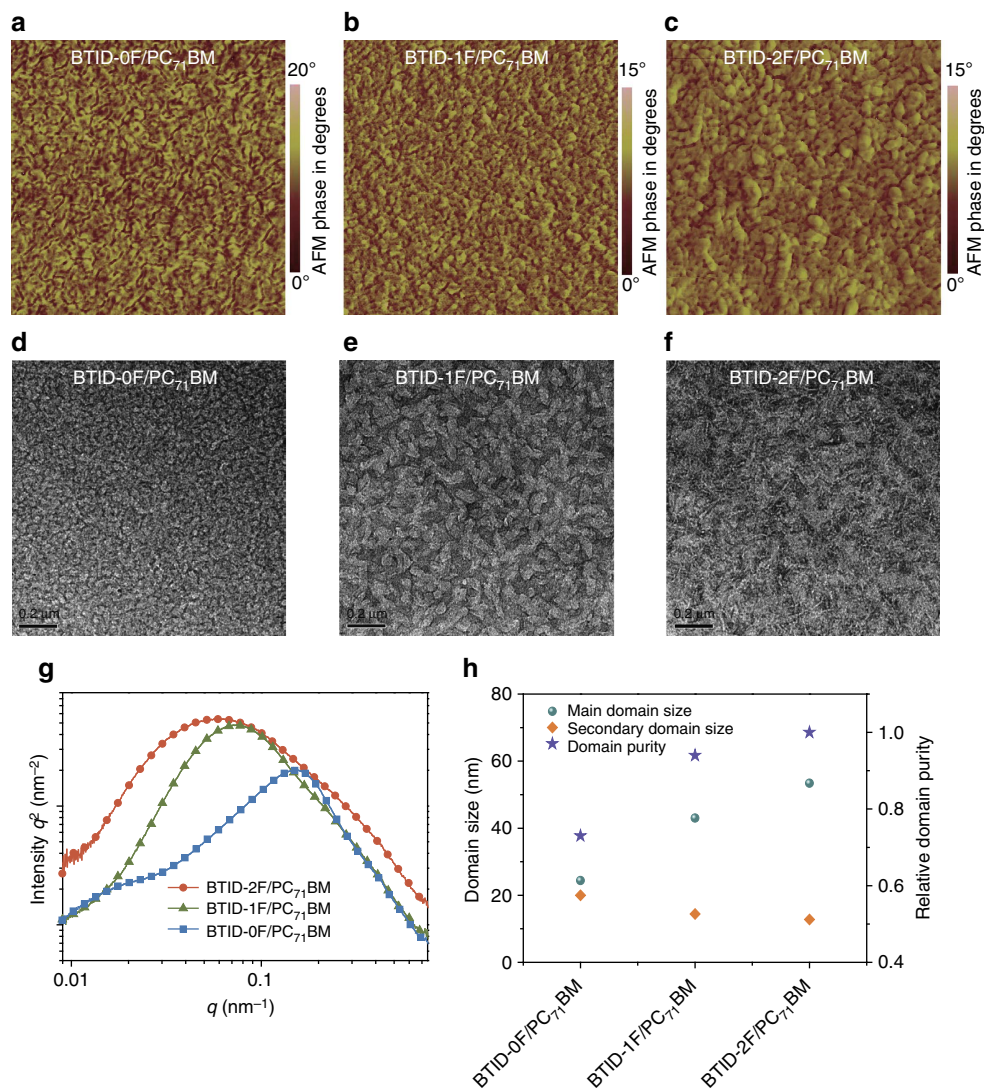 a
BTID-0F/PC71BM
20°
AFM phase in degrees
0°
b
BTID-1F/PC71BM
15°
AFM phase in degrees
0°
c
BTID-2F/PC71BM
15°
AFM phase in degrees
0°
d
BTID-0F/PC71BM
0.2 μm
e
BTID-1F/PC71BM
0.2 μm
f
BTID-2F/PC71BM
0.2 μm
g
Intensity q² (nm⁻²)
BTID-2F/PC71BM
BTID-1F/PC71BM
BTID-0F/PC71BM
0.01
0.1
q (nm⁻¹)
h
Domain size (nm)
80
60
40
20
0
Main domain size
Secondary domain size
Domain purity
1.0
0.8
0.6
0.4
Relative domain purity
BTID-0F/PC71BM
BTID-1F/PC71BM
BTID-2F/PC71BM